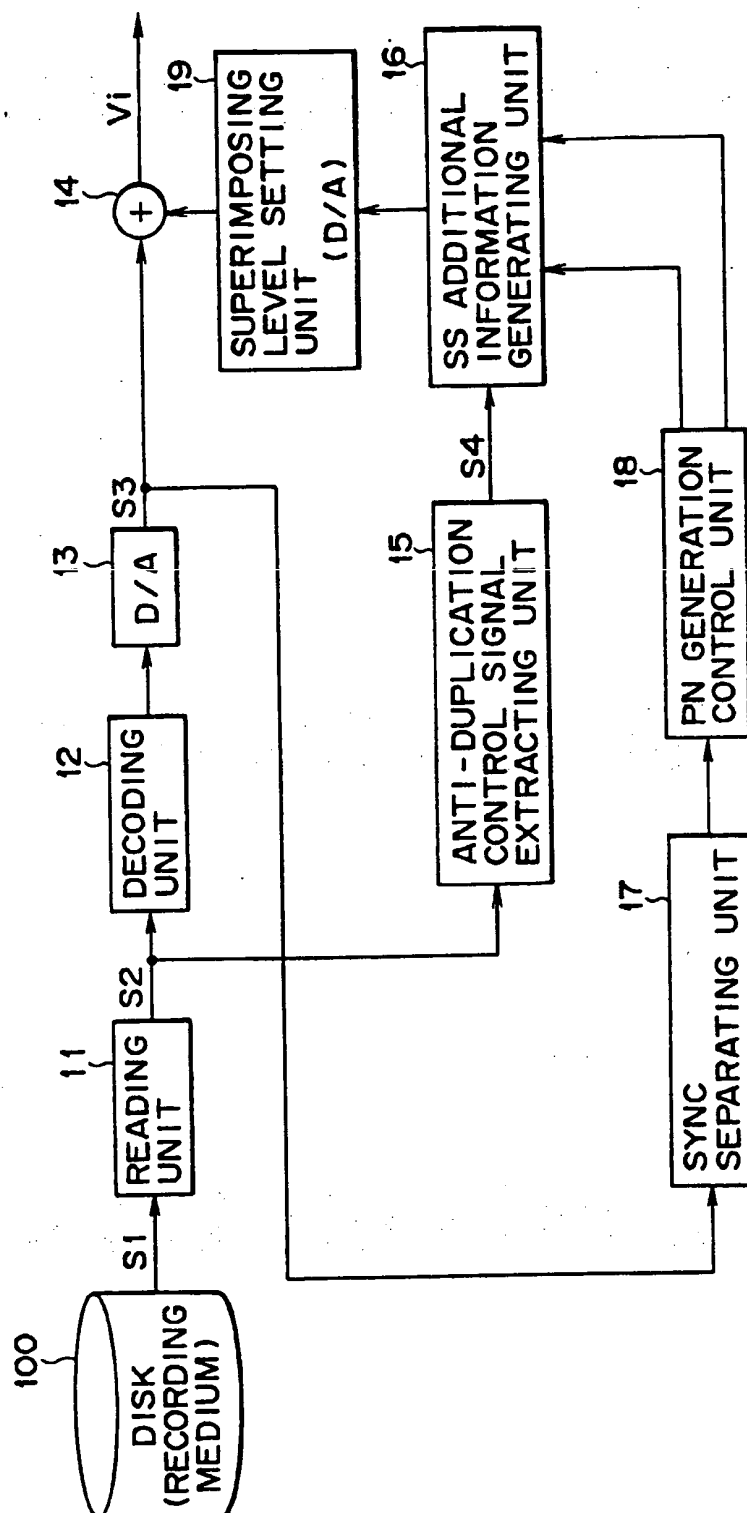 100
DISK
(RECORDING
MEDIUM)
S1
11
READING
UNIT
S2
12
DECODING
UNIT
13
D/A
S3
14
+
Vi
19
SUPERIMPOSING
LEVEL SETTING
UNIT
(D/A)
15
ANTI-DUPLICATION
CONTROL SIGNAL
EXTRACTING UNIT
S4
16
SS ADDITIONAL
INFORMATION
GENERATING UNIT
17
SYNC
SEPARATING UNIT
18
PN GENERATION
CONTROL UNIT